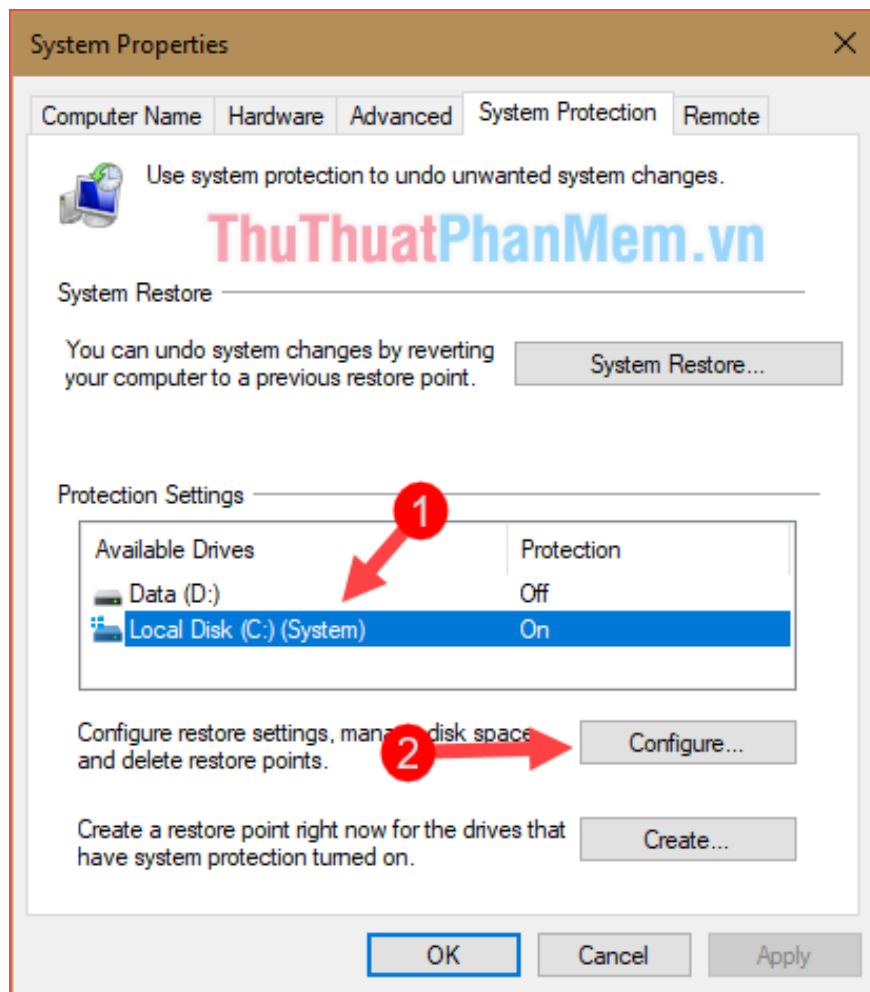 System Properties
Computer Name Hardware Advanced System Protection Remote
Use system protection to undo unwanted system changes.
ThuThuatPhanMem.vn
System Restore
You can undo system changes by reverting
your computer to a previous restore point.
System Restore...
Protection Settings
1
Available Drives Protection
Data (D:) Off
Local Disk (C:) (System) On
Configure restore settings, disk space
and delete restore points.
2
Configure...
Create a restore point right now for the drives that
have system protection turned on.
Create...
OK Cancel Apply